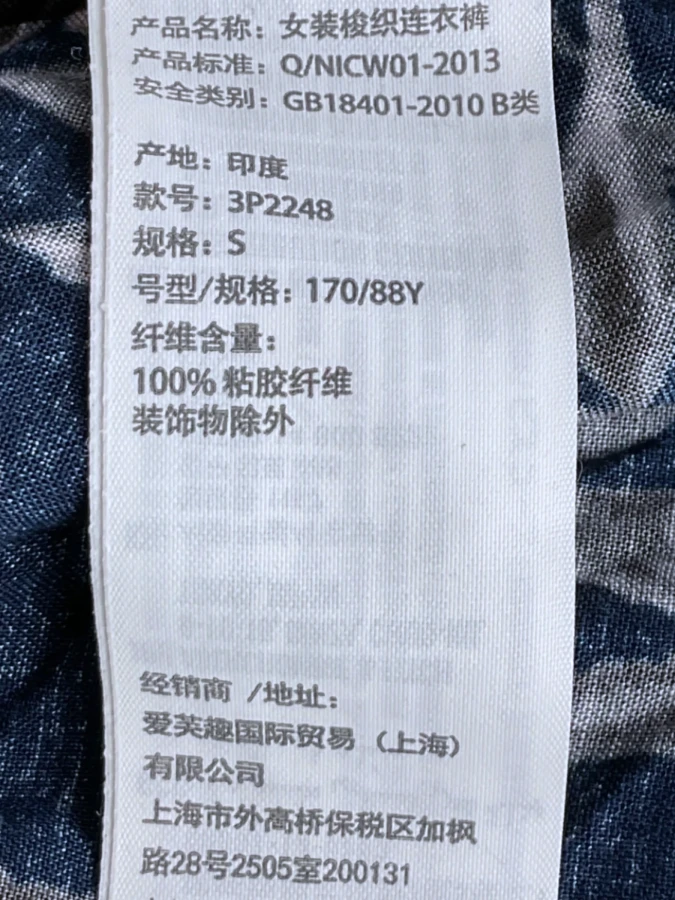 产品名称：女装梭织连衣裤
产品标准：Q/NICW01-2013
安全类别：GB18401-2010 B类
产地：印度
款号：3P2248
规格：S
号型/规格：170/88Y
纤维含量：
100% 粘胶纤维
装饰物除外
经销商 /地址：
爱芙趣国际贸易（上海）
有限公司
上海市外高桥保税区加枫
路28号2505室200131